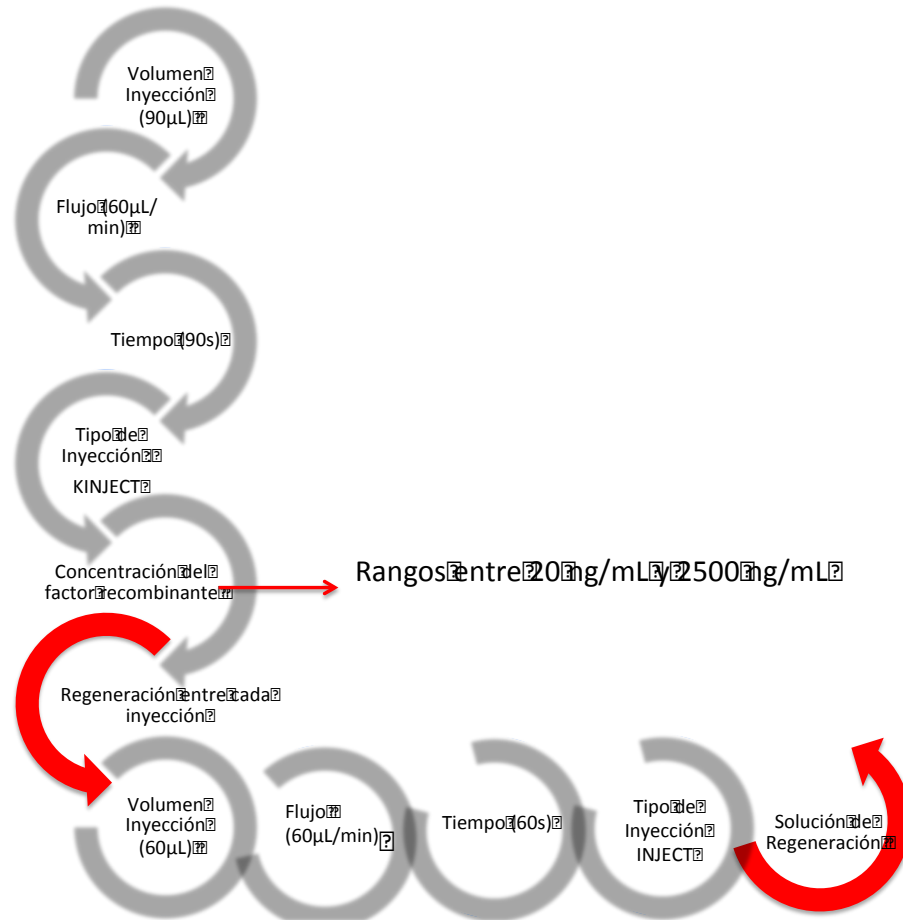 Volumen
Inyección
(90µL)
Flujo (60µL/
min)
Tiempo (90s)
Tipo de
Inyección
KINJECT
Concentración del
factor recombinante
Rangos entre 20 ng/mL y 2500 ng/mL
Regeneración entre cada
inyección
Volumen
Inyección
(60µL)
Flujo
(60µL/min)
Tiempo (60s)
Tipo de
Inyección
INJECT
Solución de
Regeneración